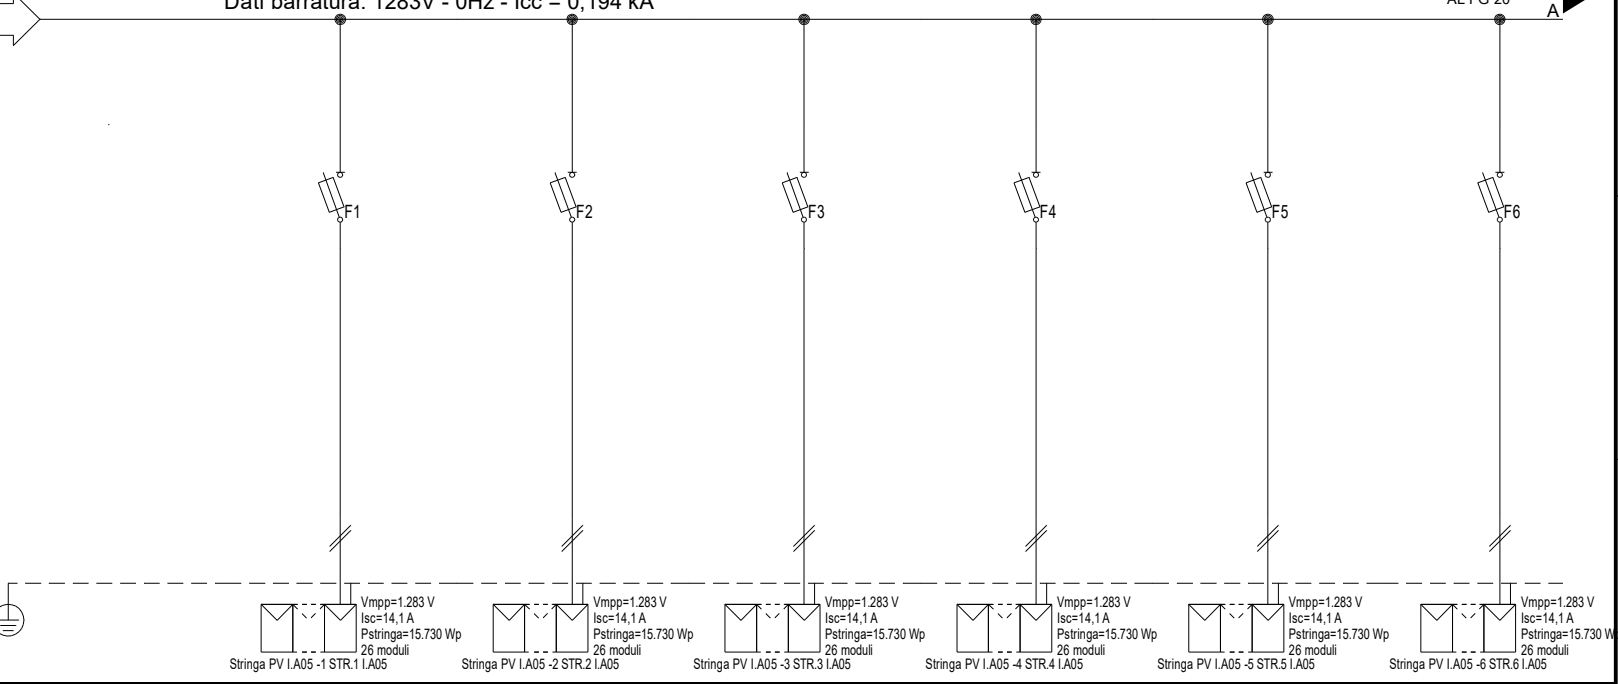 Dati barratura: 1283V - 0Hz - Icc = 0,194 kA
AL FG 20
A
F1
F2
F3
F4
F5
F6
Vmpp=1.283 V
Isc=14,1 A
Pstringa=15.730 Wp
26 moduli
Stringa PV I.A05 -1 STR.1 I.A05
Vmpp=1.283 V
Isc=14,1 A
Pstringa=15.730 Wp
26 moduli
Stringa PV I.A05 -2 STR.2 I.A05
Vmpp=1.283 V
Isc=14,1 A
Pstringa=15.730 Wp
26 moduli
Stringa PV I.A05 -3 STR.3 I.A05
Vmpp=1.283 V
Isc=14,1 A
Pstringa=15.730 Wp
26 moduli
Stringa PV I.A05 -4 STR.4 I.A05
Vmpp=1.283 V
Isc=14,1 A
Pstringa=15.730 Wp
26 moduli
Stringa PV I.A05 -5 STR.5 I.A05
Vmpp=1.283 V
Isc=14,1 A
Pstringa=15.730 W
26 moduli
Stringa PV I.A05 -6 STR.6 I.A05